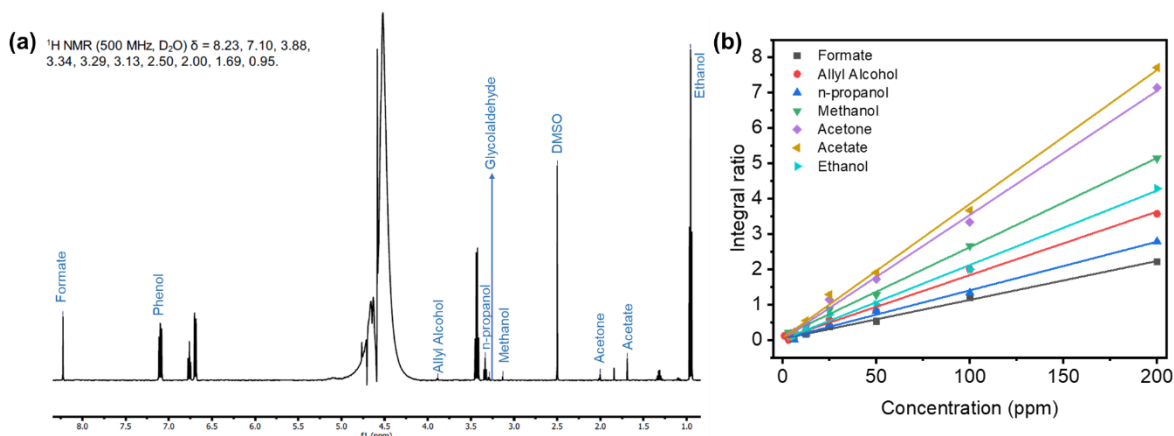 (a)
¹H NMR (500 MHz, D₂O) δ = 8.23, 7.10, 3.88,
3.34, 3.29, 3.13, 2.50, 2.00, 1.69, 0.95.
Formate
Phenol
Allyl Alcohol
n-propanol
Glycolaldehyde
Methanol
DMSO
Acetone
Acetate
Ethanol
8.0 7.5 7.0 6.5 6.0 5.5 5.0 4.5 4.0 3.5 3.0 2.5 2.0 1.5 1.0
f1 (ppm)
(b)
Formate
Allyl Alcohol
n-propanol
Methanol
Acetone
Acetate
Ethanol
Integral ratio
8
7
6
5
4
3
2
1
0
0 50 100 200
Concentration (ppm)